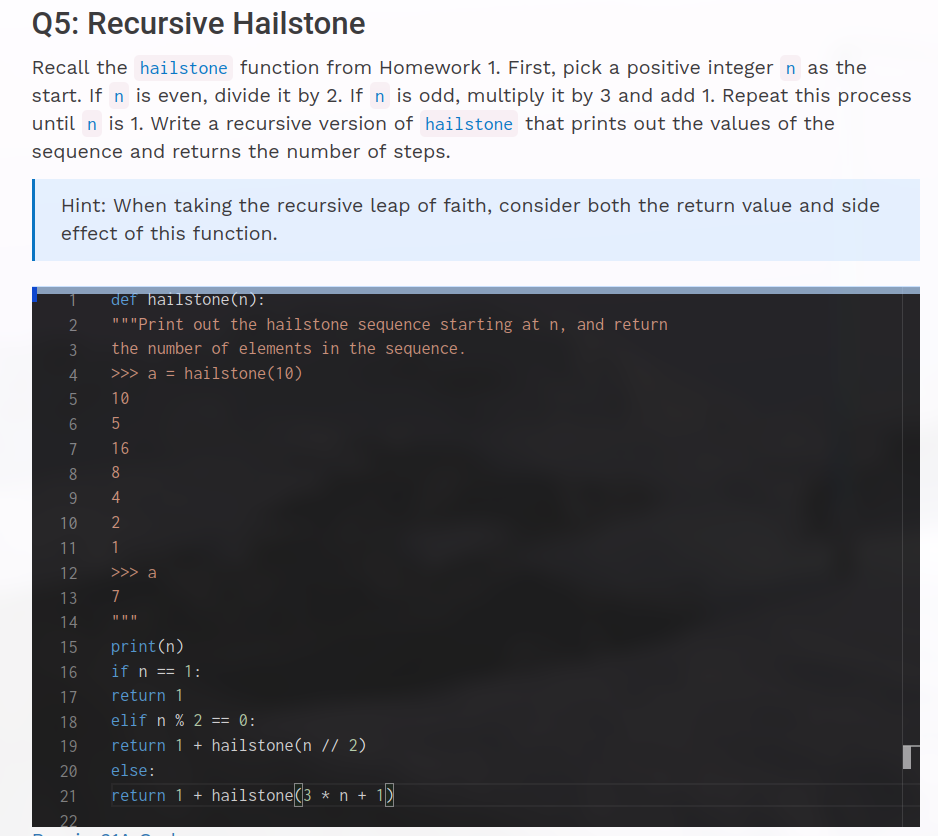 Q5: Recursive Hailstone
Recall the hailstone function from Homework 1. First, pick a positive integer n as the
start. If n is even, divide it by 2. If n is odd, multiply it by 3 and add 1. Repeat this process
until n is 1. Write a recursive version of hailstone that prints out the values of the
sequence and returns the number of steps.
Hint: When taking the recursive leap of faith, consider both the return value and side
effect of this function.
1 def hailstone(n):
2 """Print out the hailstone sequence starting at n, and return
3 the number of elements in the sequence.
4 >>> a = hailstone(10)
5 10
6 5
7 16
8 8
9 4
10 2
11 1
12 >>> a
13 7
14 """
15 print(n)
16 if n == 1:
17 return 1
18 elif n % 2 == 0:
19 return 1 + hailstone(n // 2)
20 else:
21 return 1 + hailstone(3 * n + 1)
22